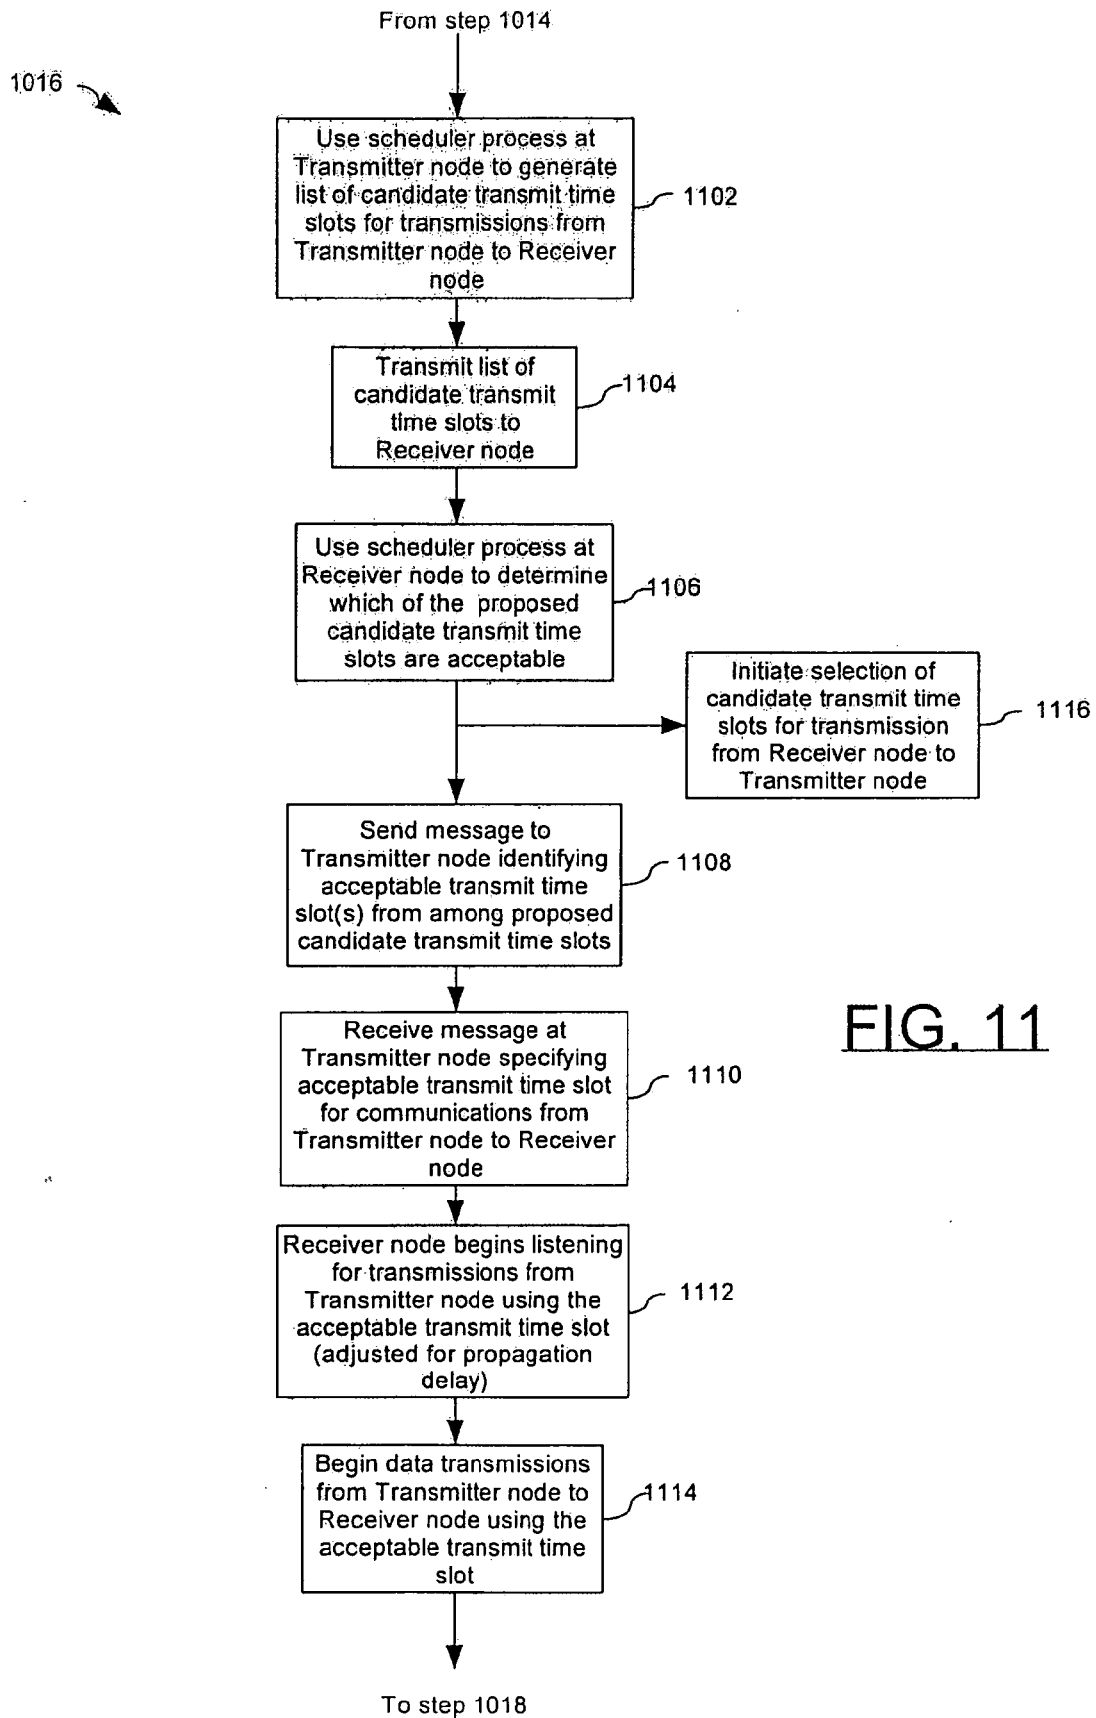 From step 1014
1016
Use scheduler process at
Transmitter node to generate
list of candidate transmit time
slots for transmissions from
Transmitter node to Receiver
node
1102
Transmit list of
candidate transmit
time slots to
Receiver node
1104
Use scheduler process at
Receiver node to determine
which of the proposed
candidate transmit time
slots are acceptable
1106
Initiate selection of
candidate transmit time
slots for transmission
from Receiver node to
Transmitter node
1116
Send message to
Transmitter node identifying
acceptable transmit time
slot(s) from among proposed
candidate transmit time slots
1108
FIG. 11
Receive message at
Transmitter node specifying
acceptable transmit time slot
for communications from
Transmitter node to Receiver
node
1110
Receiver node begins listening
for transmissions from
Transmitter node using the
acceptable transmit time slot
(adjusted for propagation
delay)
1112
Begin data transmissions
from Transmitter node to
Receiver node using the
acceptable transmit time
slot
1114
To step 1018